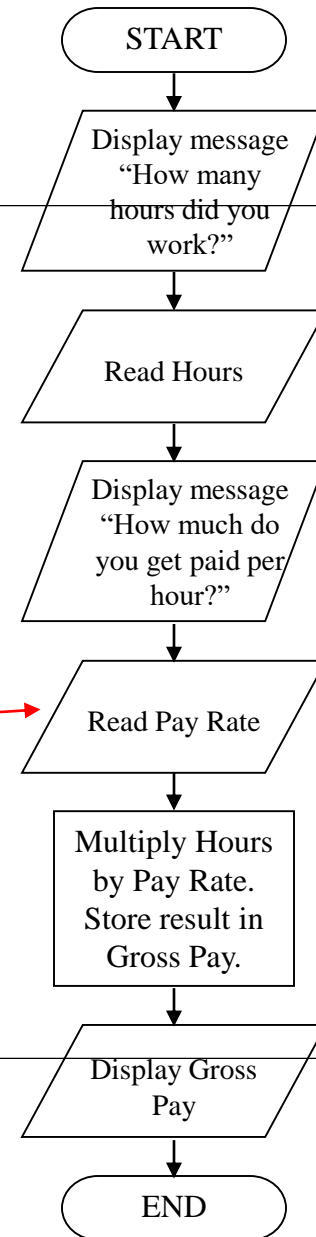 START
Display message
“How many
hours did you
work?”
Read Hours
Display message
“How much do
you get paid per
hour?”
Read Pay Rate
Multiply Hours
by Pay Rate.
Store result in
Gross Pay.
Display Gross
Pay
END